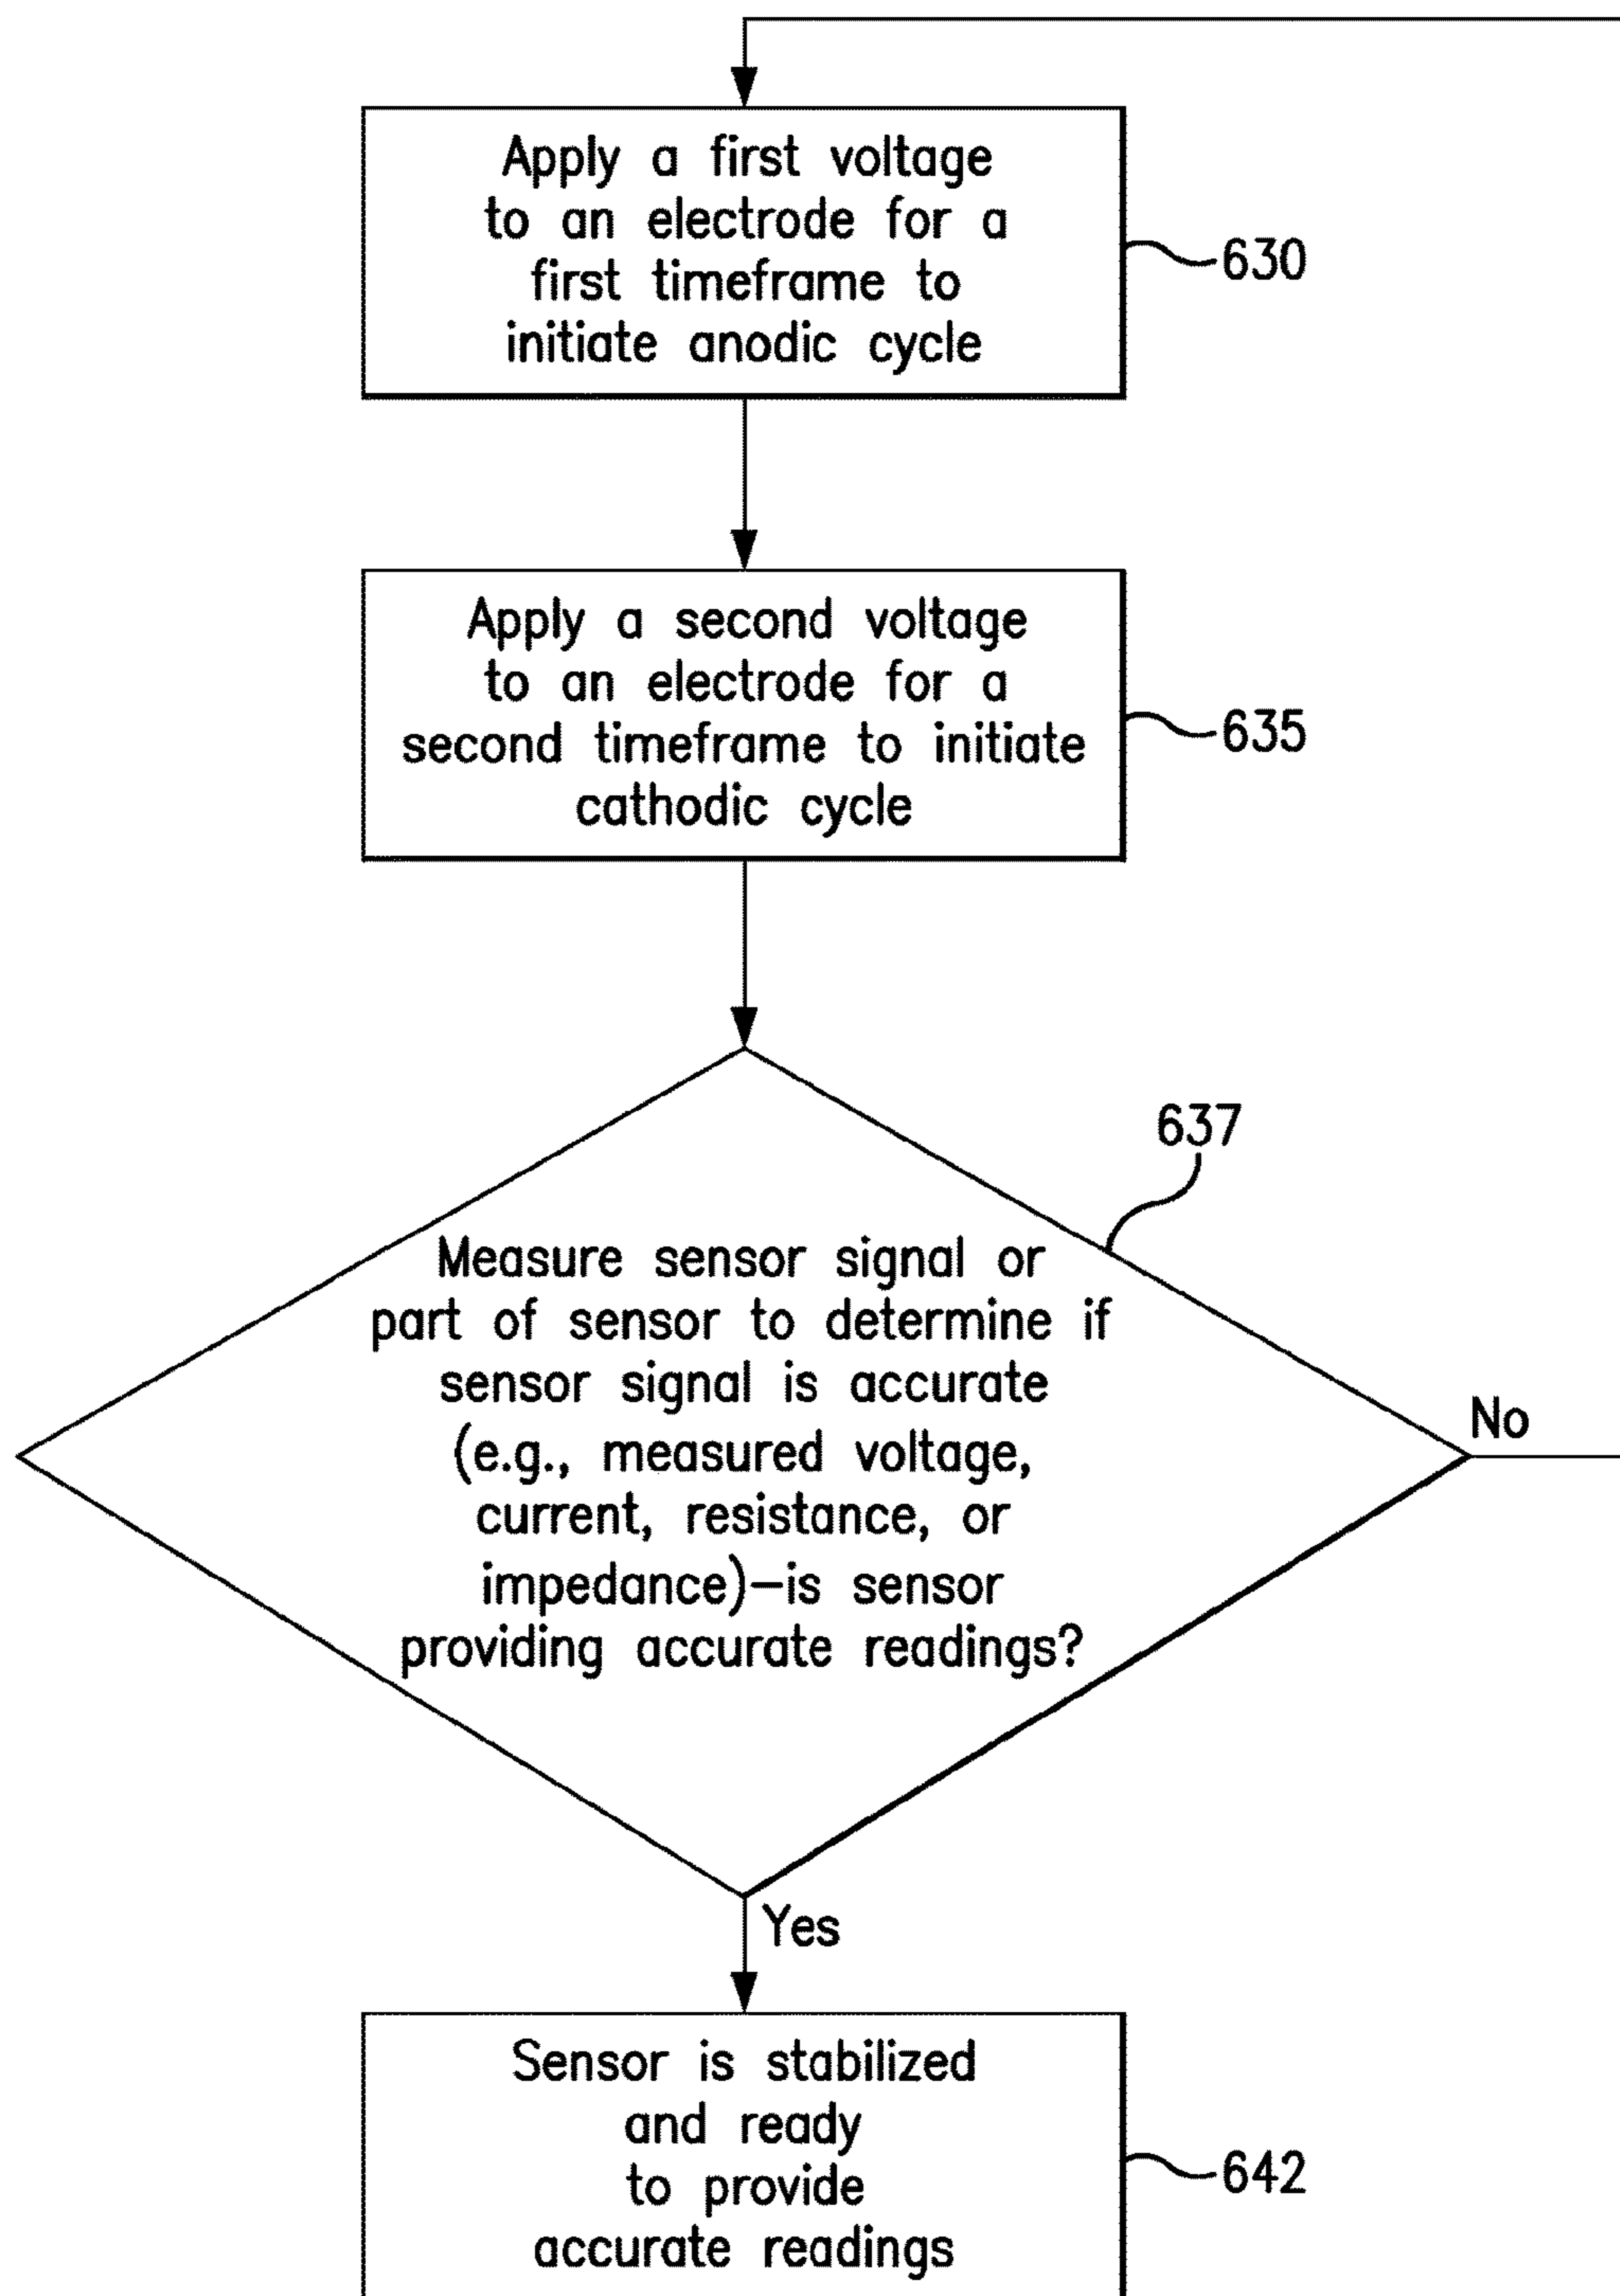 Apply a first voltage
to an electrode for a
first timeframe to
initiate anodic cycle
630
Apply a second voltage
to an electrode for a
second timeframe to initiate
cathodic cycle
635
637
Measure sensor signal or
part of sensor to determine if
sensor signal is accurate
(e.g., measured voltage,
current, resistance, or
impedance)–is sensor
providing accurate readings?
No
Yes
Sensor is stabilized
and ready
to provide
accurate readings
642